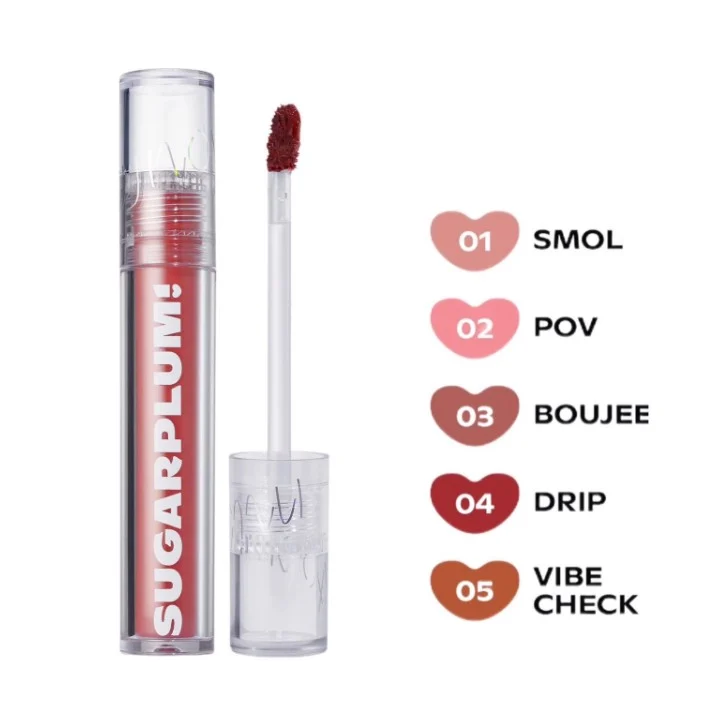 SUGARPLUM!
01 SMOL
02 POV
03 BOUJEE
04 DRIP
05 VIBE
CHECK